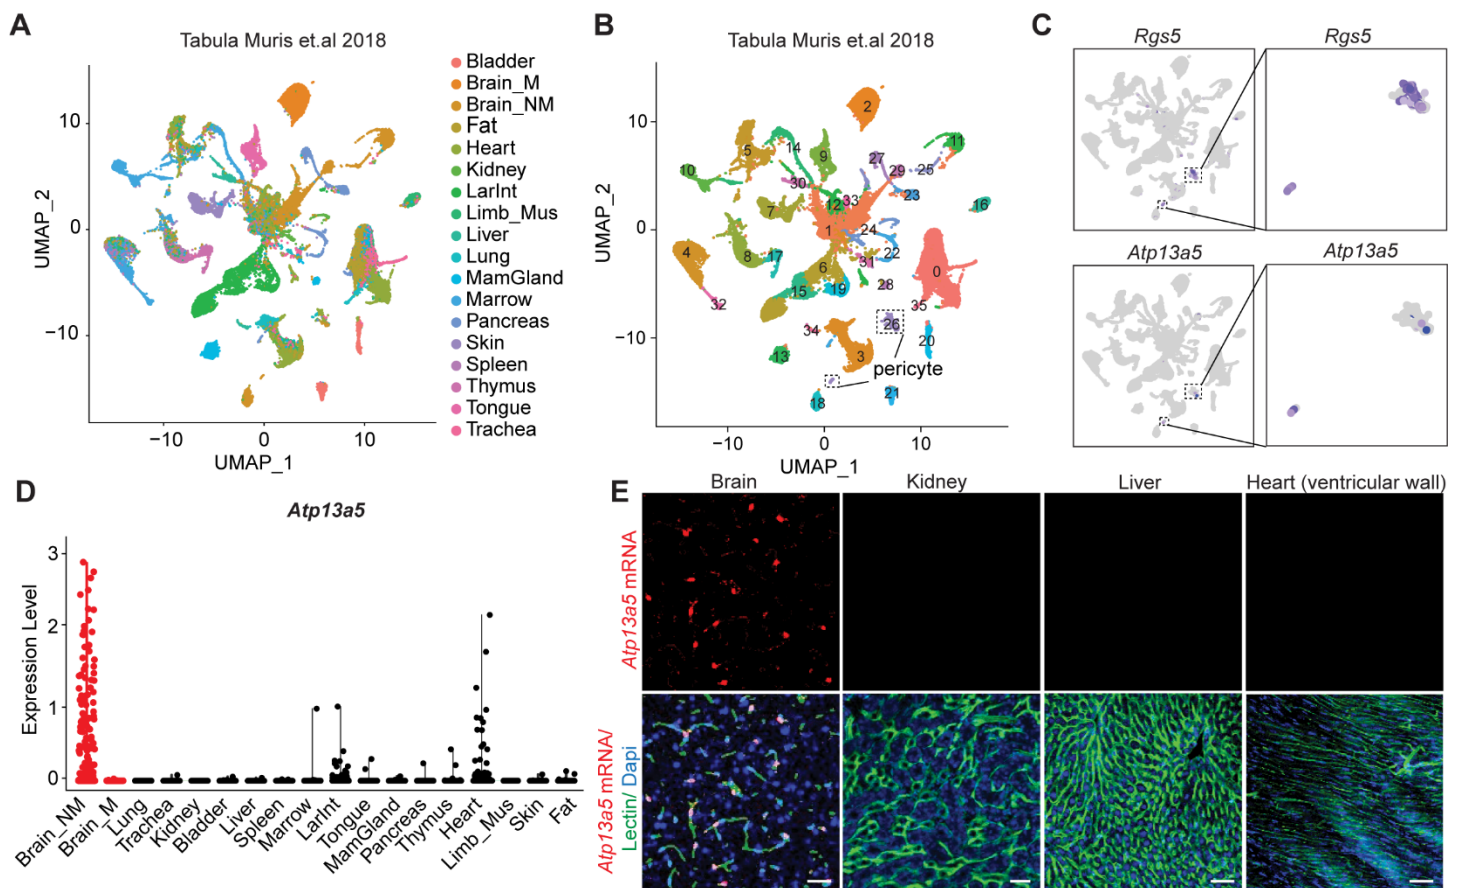 A
Tabula Muris et.al 2018
UMAP_2
10
0
−10
−10
0
10
UMAP_1
Bladder
Brain_M
Brain_NM
Fat
Heart
Kidney
LarInt
Limb_Mus
Liver
Lung
MamGland
Marrow
Pancreas
Skin
Spleen
Thymus
Tongue
Trachea
B
Tabula Muris et.al 2018
UMAP_2
10
0
−10
−10
0
10
UMAP_1
2
11
5
14
9
27
29
25
10
30
23
7
12
33
16
1
24
4
8
17
22
6
31
0
15
19
28
32
35
34
26
20
13
3
pericyte
18
21
C
Rgs5
Rgs5
Atp13a5
Atp13a5
D
Atp13a5
Expression Level
3
2
1
0
Brain_NM
Brain_M
Lung
Trachea
Kidney
Bladder
Liver
Spleen
Marrow
LarInt
Tongue
MamGland
Pancreas
Thymus
Heart
Limb_Mus
Skin
Fat
E
Brain
Kidney
Liver
Heart (ventricular wall)
Atp13a5 mRNA
Atp13a5 mRNA/
Lectin/ Dapi